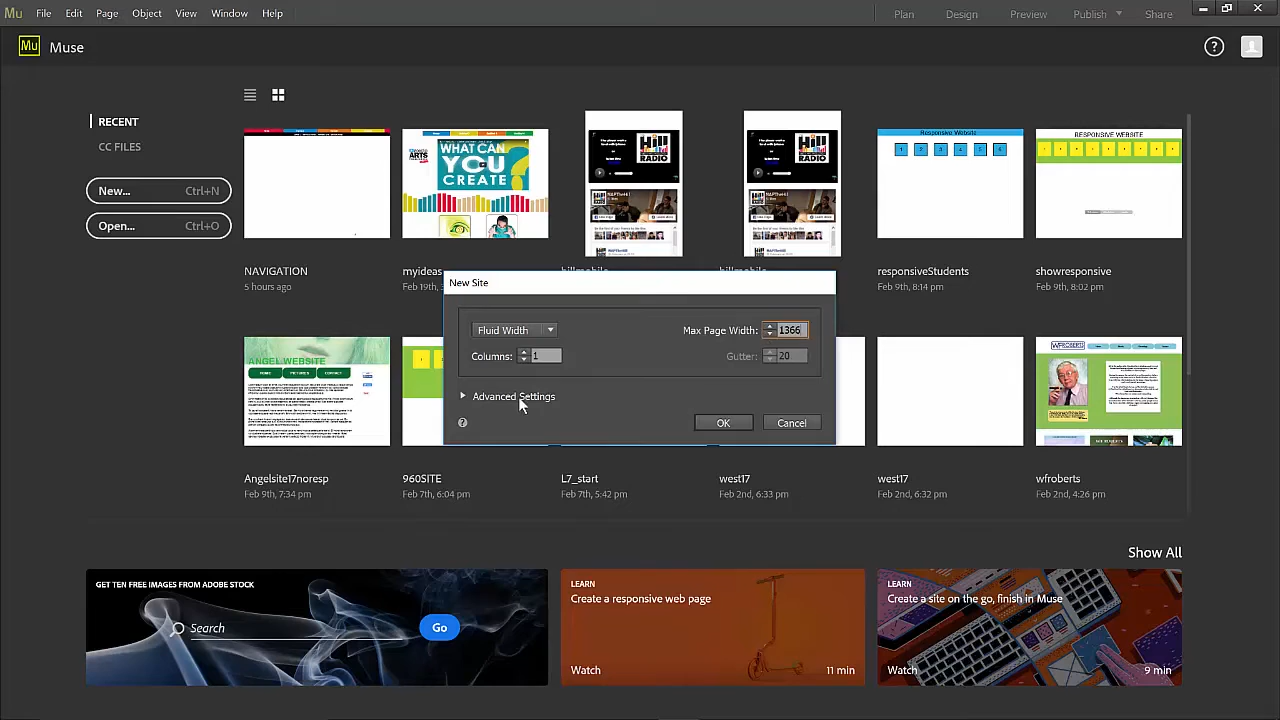 Mu File Edit Page Object View Window Help Plan Design Preview Publish Share
Mu Muse
RECENT
CC FILES
New... Ctrl+N
Open... Ctrl+O
WHAT CAN
YOU
CREATE
Hill
RADIO
Hill
RADIO
Responsive Website
RESPONSIVE WEBSITE
NAVIGATION
5 hours ago
myideas
Feb 19th,
hillmobile
hillmobile
responsiveStudents
Feb 9th, 8:14 pm
showresponsive
Feb 9th, 8:02 pm
New Site
Fluid Width
Max Page Width: 1366
Columns: 1
Gutter: 20
Advanced Settings
OK
Cancel
ANGEL WEBSITE
WFROBERTS
Angelsite17noresp
Feb 9th, 7:34 pm
960SITE
Feb 7th, 6:04 pm
L7_start
Feb 7th, 5:42 pm
west17
Feb 2nd, 6:33 pm
west17
Feb 2nd, 6:32 pm
wfroberts
Feb 2nd, 4:26 pm
Show All
GET TEN FREE IMAGES FROM ADOBE STOCK
Search
Go
LEARN
Create a responsive web page
Watch
11 min
LEARN
Create a site on the go, finish in Muse
Watch
9 min